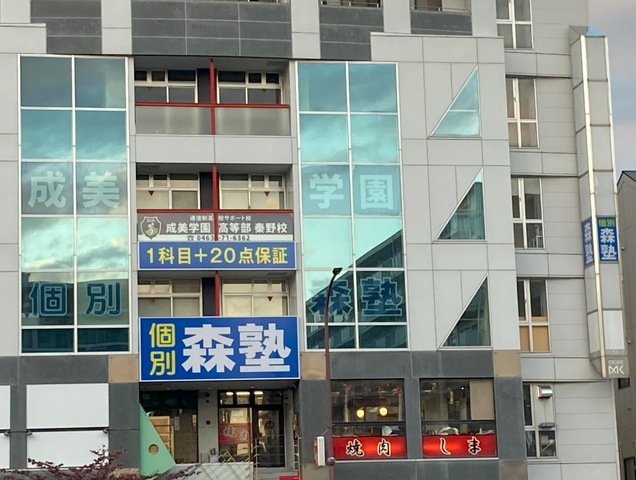 成美 学園
通信制高校サポート校
成美学園 高等部 秦野校
☎0463-71-6362
1科目+20点保証
個別 森塾
個別 森塾
個別 森塾
焼肉 しま